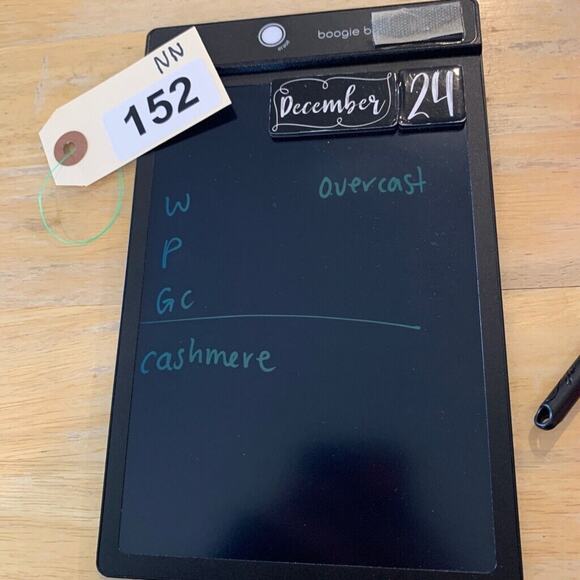 NN
152
boogie b
December 24
W overcast
P
GC
cashmere